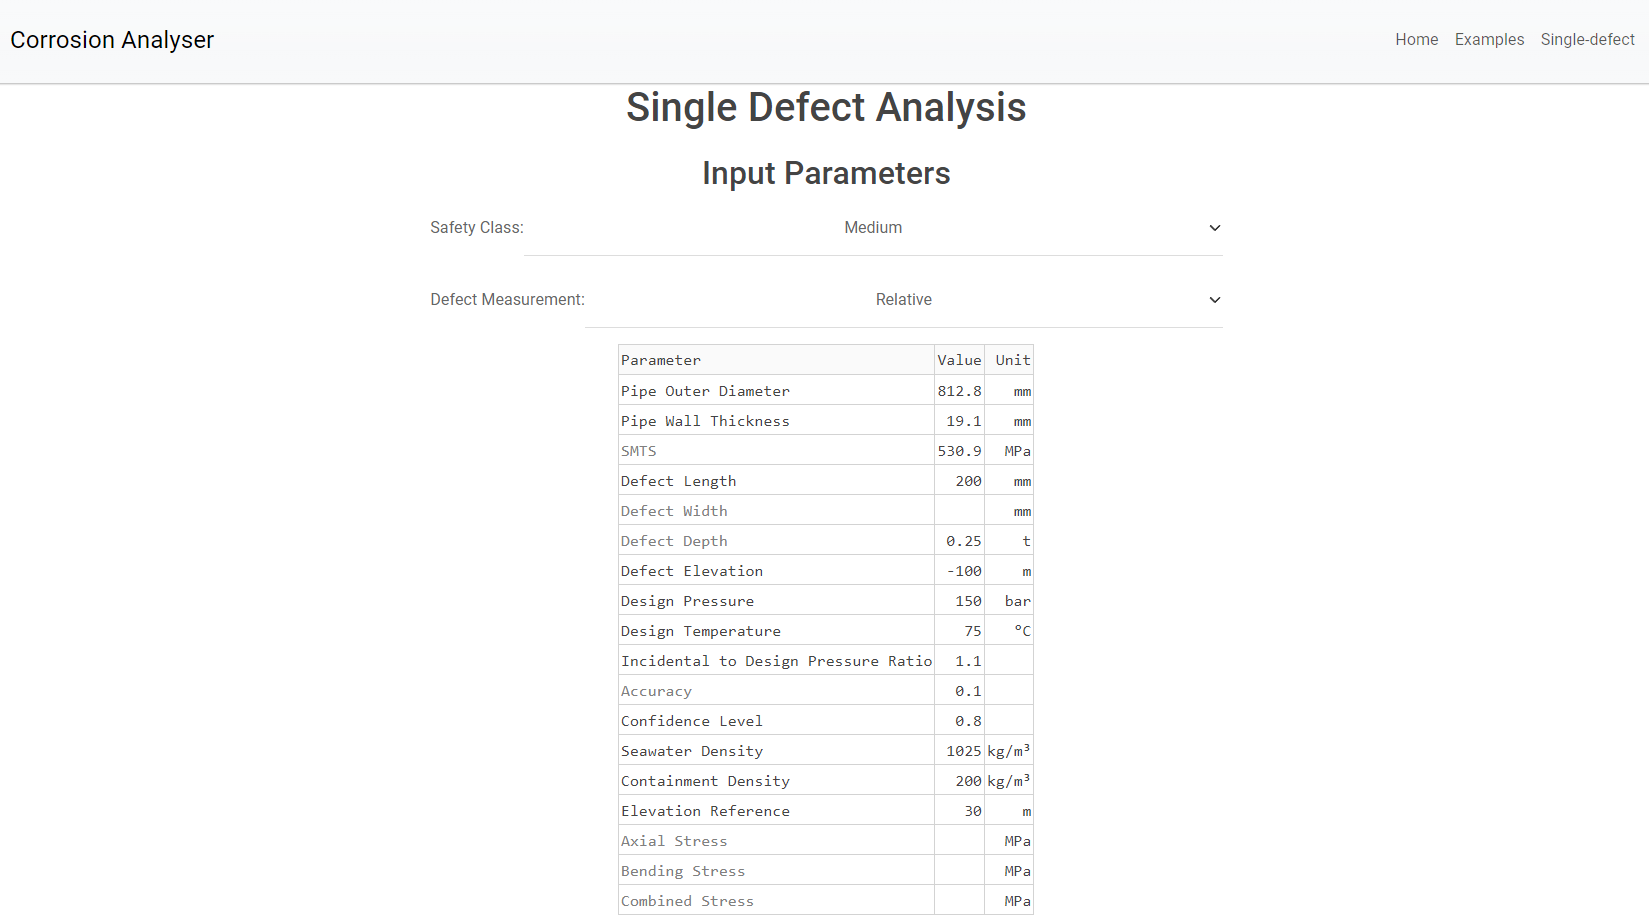 Corrosion Analyser
Home Examples Single-defect
Single Defect Analysis
Input Parameters
Safety Class: Medium
Defect Measurement: Relative
Parameter Value Unit
Pipe Outer Diameter 812.8 mm
Pipe Wall Thickness 19.1 mm
SMTS 530.9 MPa
Defect Length 200 mm
Defect Width mm
Defect Depth 0.25 t
Defect Elevation -100 m
Design Pressure 150 bar
Design Temperature 75 °C
Incidental to Design Pressure Ratio 1.1
Accuracy 0.1
Confidence Level 0.8
Seawater Density 1025 kg/m³
Containment Density 200 kg/m³
Elevation Reference 30 m
Axial Stress MPa
Bending Stress MPa
Combined Stress MPa